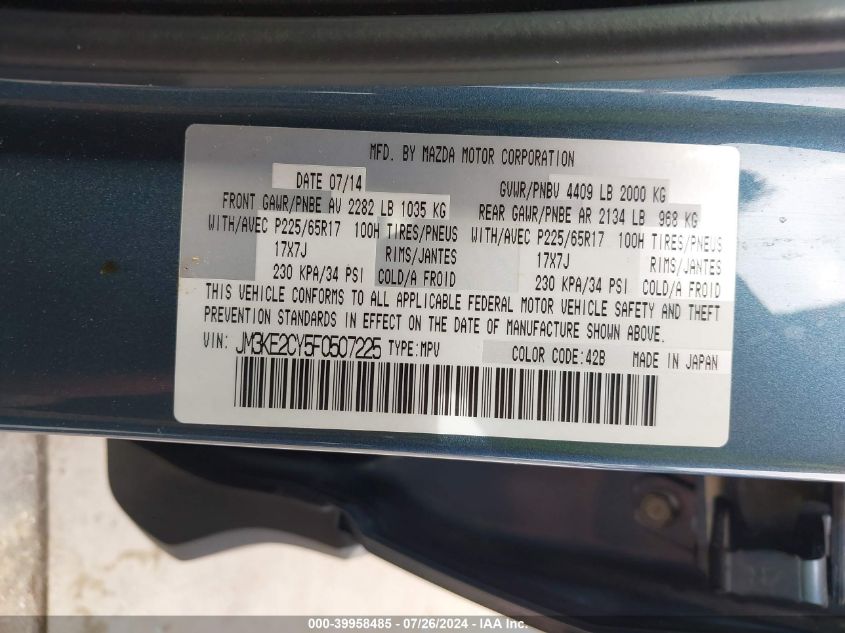 MFD. BY MAZDA MOTOR CORPORATION
DATE 07/14 GVWR/PNBV 4409 LB 2000 KG
FRONT GAWR/PNBE AV 2282 LB 1035 KG REAR GAWR/PNBE AR 2134 LB 968 KG
WITH/AVEC P225/65R17 100H TIRES/PNEUS WITH/AVEC P225/65R17 100H TIRES/PNEUS
17X7J RIMS/JANTES 17X7J RIMS/JANTES
230 KPA/34 PSI COLD/A FROID 230 KPA/34 PSI COLD/A FROID
THIS VEHICLE CONFORMS TO ALL APPLICABLE FEDERAL MOTOR VEHICLE SAFETY AND THEFT
PREVENTION STANDARDS IN EFFECT ON THE DATE OF MANUFACTURE SHOWN ABOVE.
VIN: JM3KE2CY5F0507225 TYPE:MPV COLOR CODE:42B MADE IN JAPAN
000-39958485 - 07/26/2024 - IAA Inc.